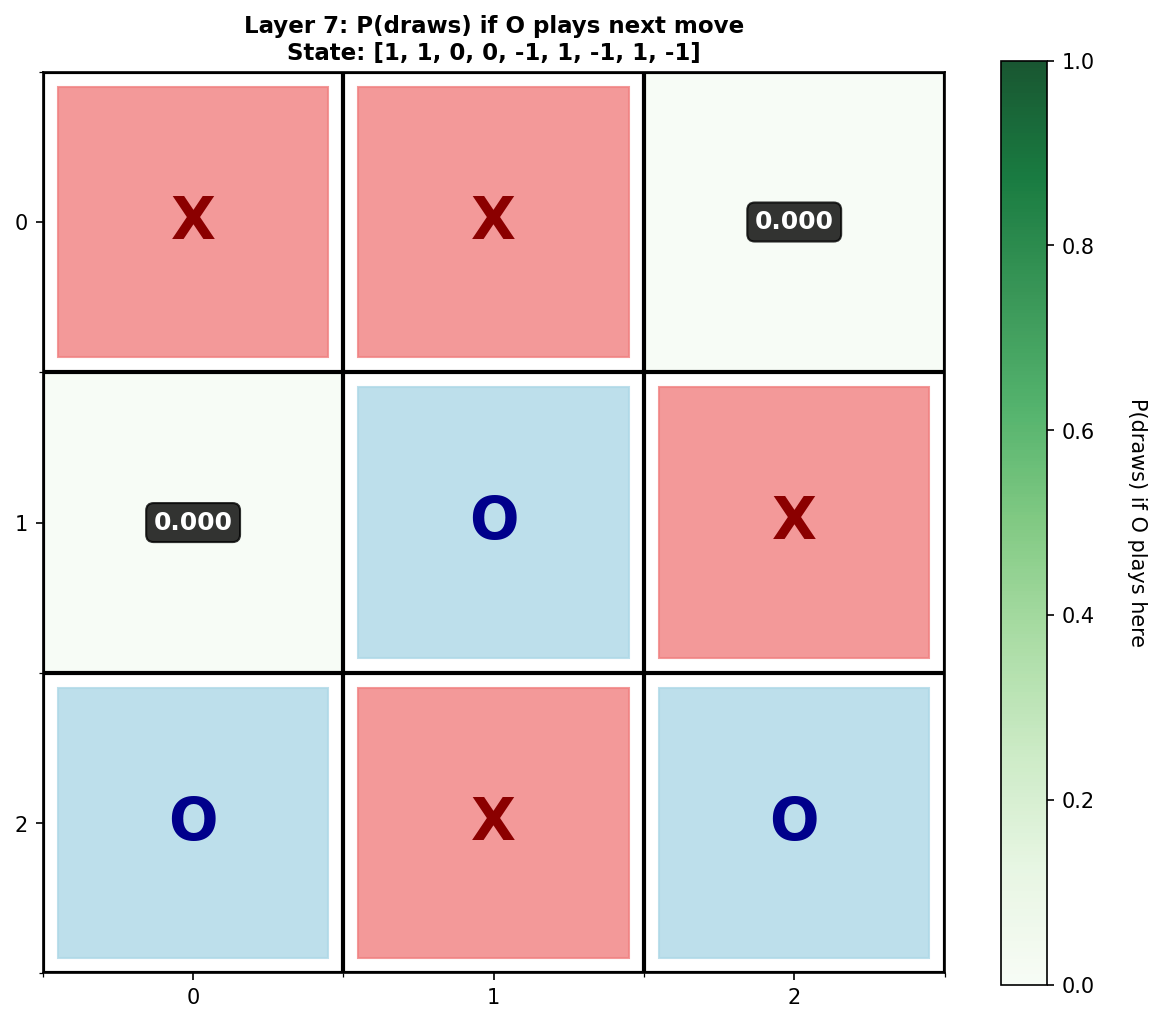 Layer 7: P(draws) if O plays next move
State: [1, 1, 0, 0, -1, 1, -1, 1, -1]
X
X
0.000
0.000
O
X
O
X
O
0
1
2
0
1
2
1.0
0.8
0.6
0.4
0.2
0.0
P(draws) if O plays here